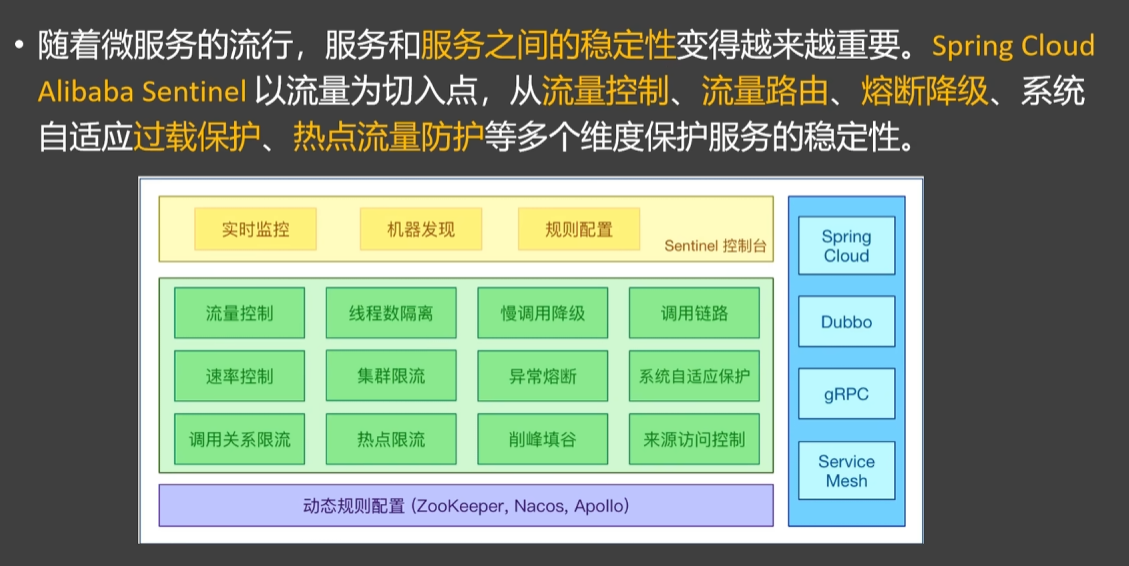 • 随着微服务的流行，服务和服务之间的稳定性变得越来越重要。Spring Cloud
Alibaba Sentinel 以流量为切入点，从流量控制、流量路由、熔断降级、系统
自适应过载保护、热点流量防护等多个维度保护服务的稳定性。
实时监控 机器发现 规则配置
Sentinel 控制台
流量控制 线程数隔离 慢调用降级 调用链路
速率控制 集群限流 异常熔断 系统自适应保护
调用关系限流 热点限流 削峰填谷 来源访问控制
动态规则配置 (ZooKeeper, Nacos, Apollo)
Spring
Cloud
Dubbo
gRPC
Service
Mesh